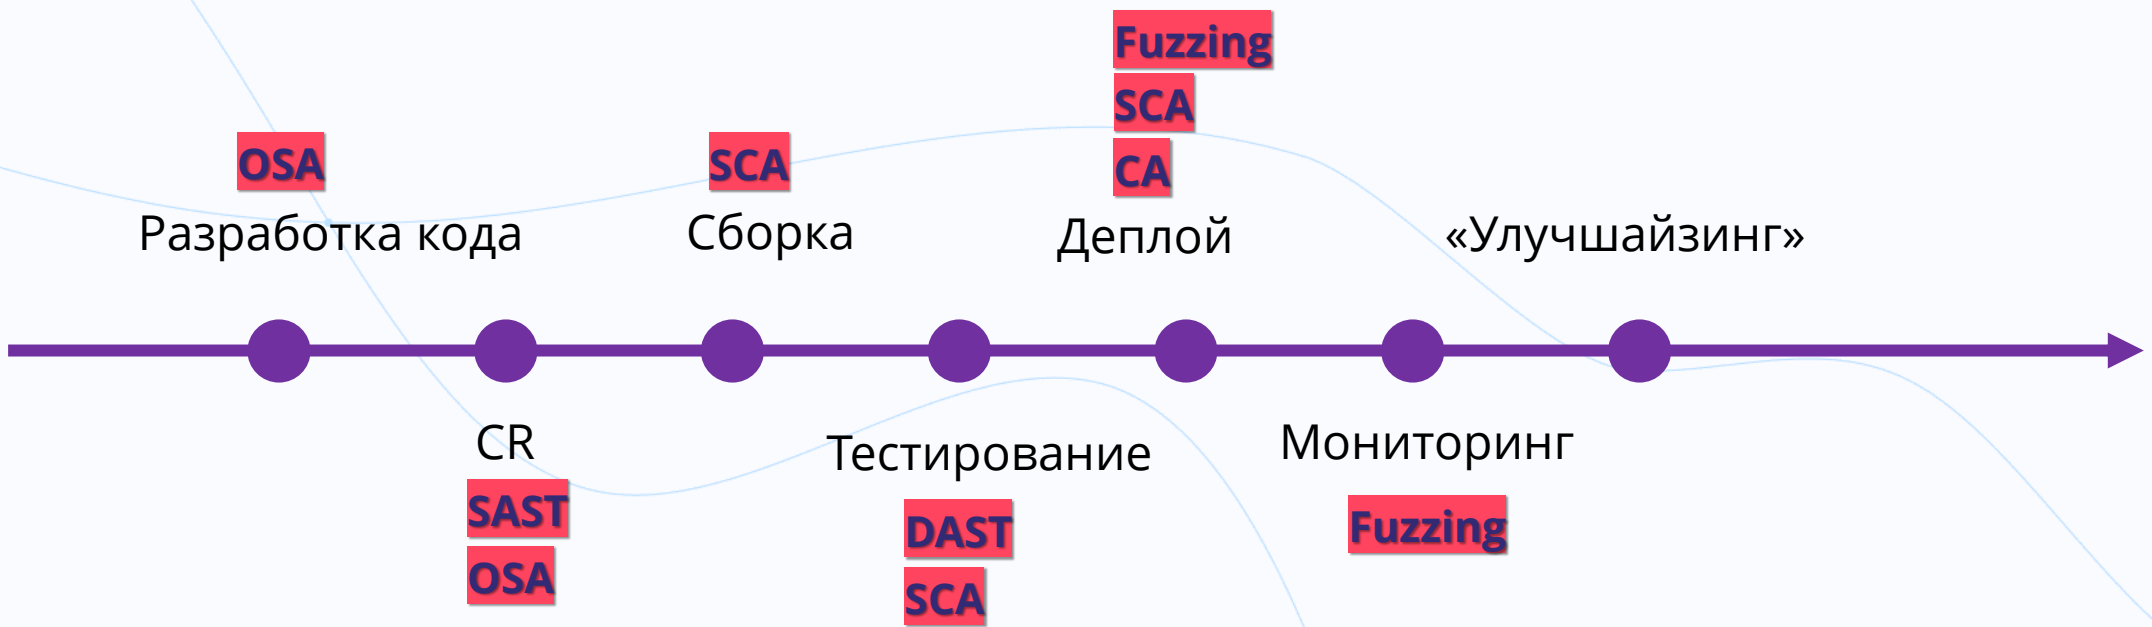 Fuzzing
SCA
CA
OSA
SCA
Разработка кода
Сборка
Деплой
«Улучшайзинг»
CR
Тестирование
Мониторинг
SAST
OSA
DAST
SCA
Fuzzing